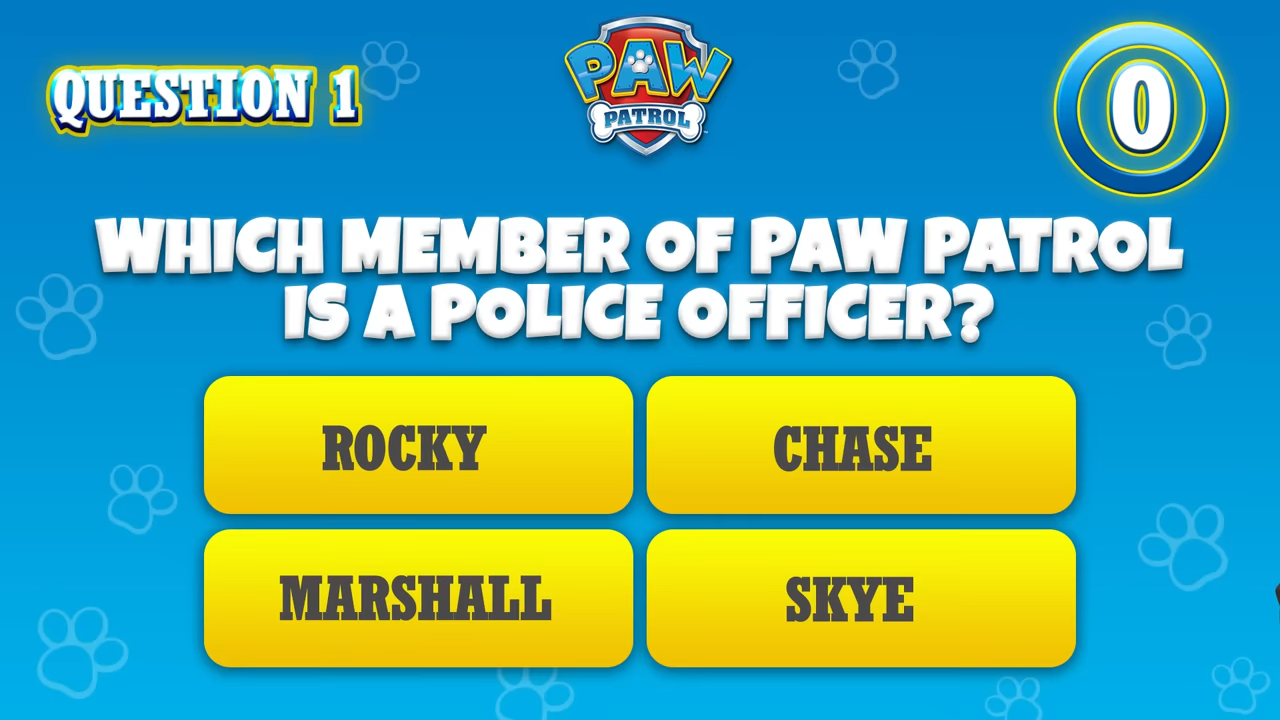 QUESTION 1
PAW
PATROL
0
WHICH MEMBER OF PAW PATROL
IS A POLICE OFFICER?
ROCKY
CHASE
MARSHALL
SKYE